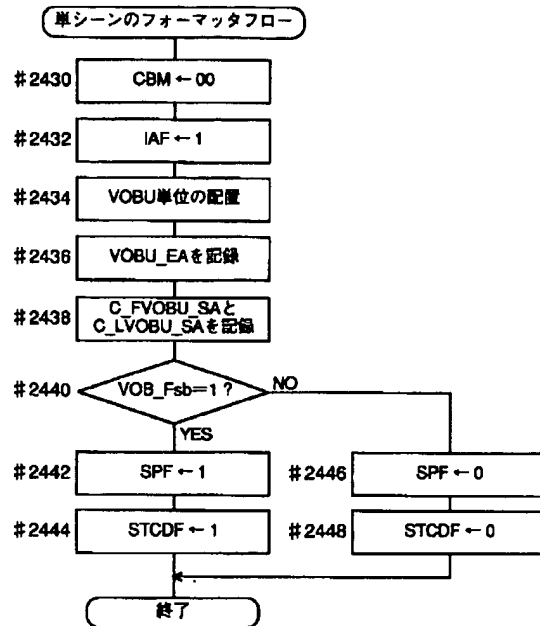 単シーンのフォーマッタフロー
#2430 CBM ← 00
#2432 IAF ← 1
#2434 VOBU単位の配置
#2436 VOBU_EAを記録
#2438 C_FVOBU_SAと
C_LVOBU_SAを記録
#2440 VOB_Fsb=1 ? NO
YES
#2442 SPF ← 1 #2446 SPF ← 0
#2444 STCDF ← 1 #2448 STCDF ← 0
終了